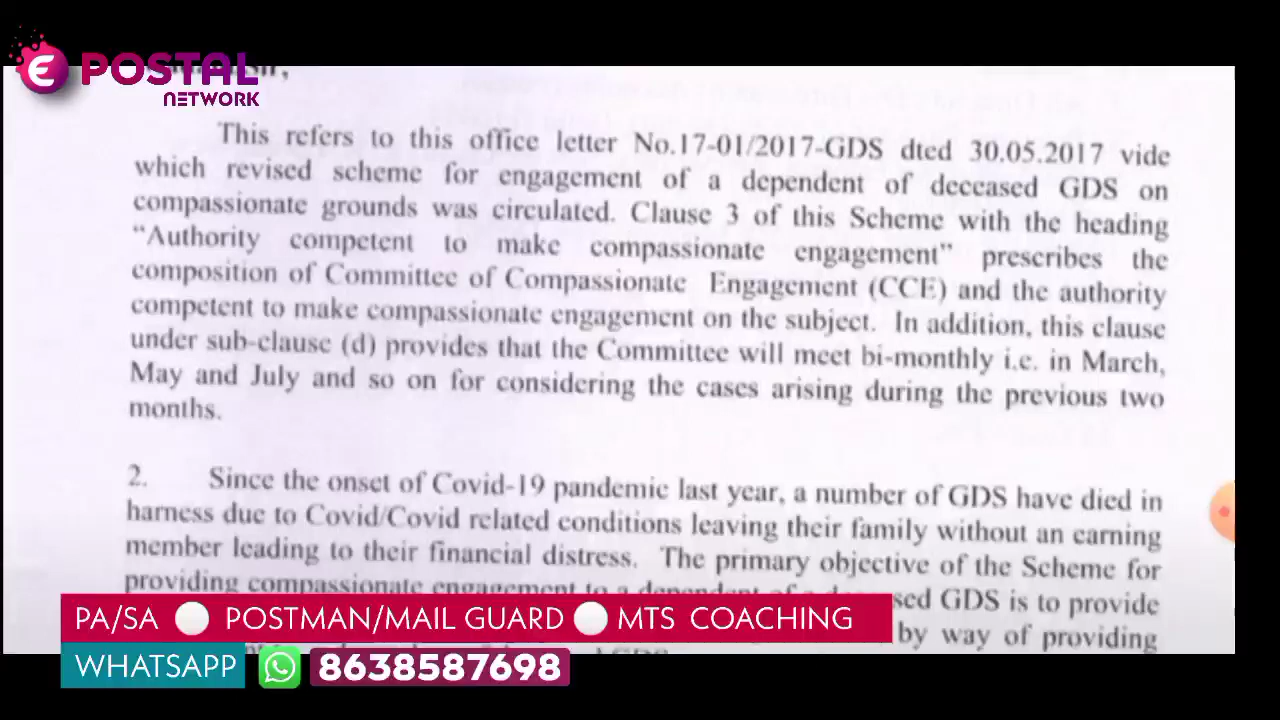 POSTAL
NETWORK
This refers to this office letter No.17-01/2017-GDS dted 30.05.2017 vide
which revised scheme for engagement of a dependent of deceased GDS on
compassionate grounds was circulated. Clause 3 of this Scheme with the heading
“Authority competent to make compassionate engagement” prescribes the
composition of Committee of Compassionate Engagement (CCE) and the authority
competent to make compassionate engagement on the subject. In addition, this clause
under sub-clause (d) provides that the Committee will meet bi-monthly i.e. in March,
May and July and so on for considering the cases arising during the previous two
months.
2. Since the onset of Covid-19 pandemic last year, a number of GDS have died in
harness due to Covid/Covid related conditions leaving their family without an earning
member leading to their financial distress. The primary objective of the Scheme for
providing compassionate engagement to a dependent of a GDS is to provide
by way of providing
PA/SA POSTMAN/MAIL GUARD MTS COACHING
WHATSAPP 8638587698